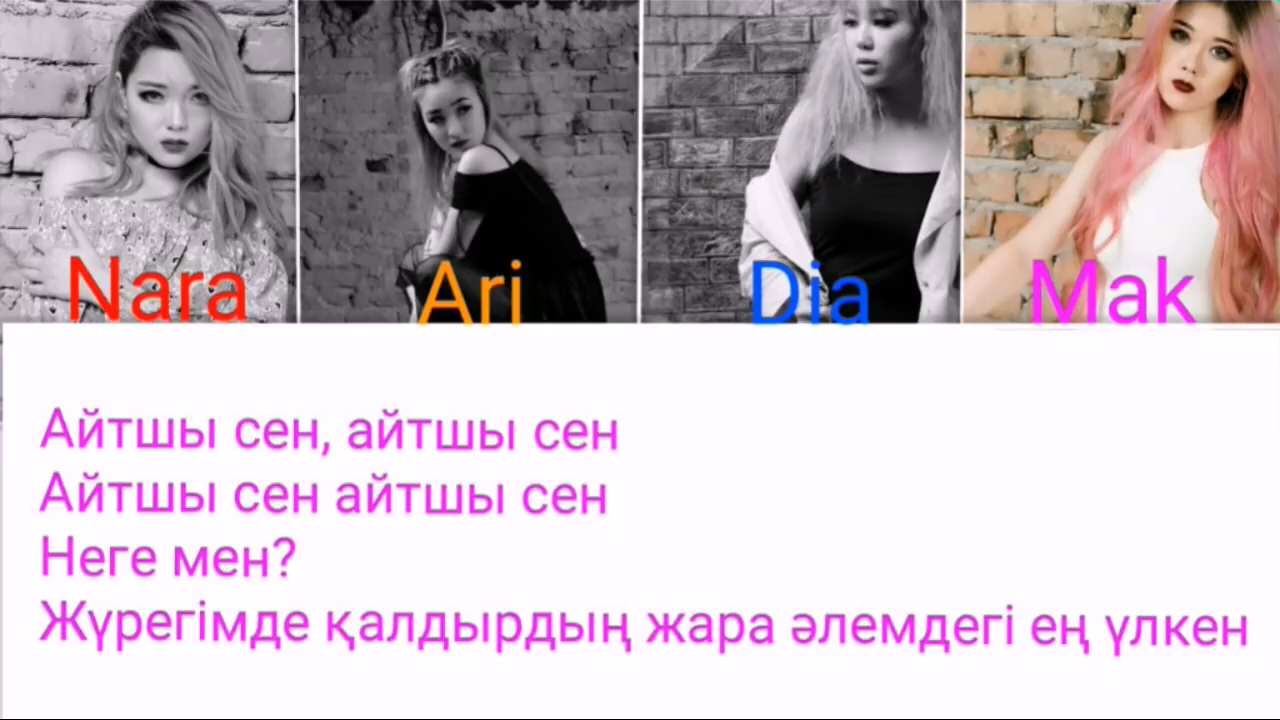 Nara
Ari
Dia
Mak
Айтшы сен, айтшы сен
Айтшы сен айтшы сен
Неге мен?
Жүрегімде қалдырдың жара әлемдегі ең үлкен